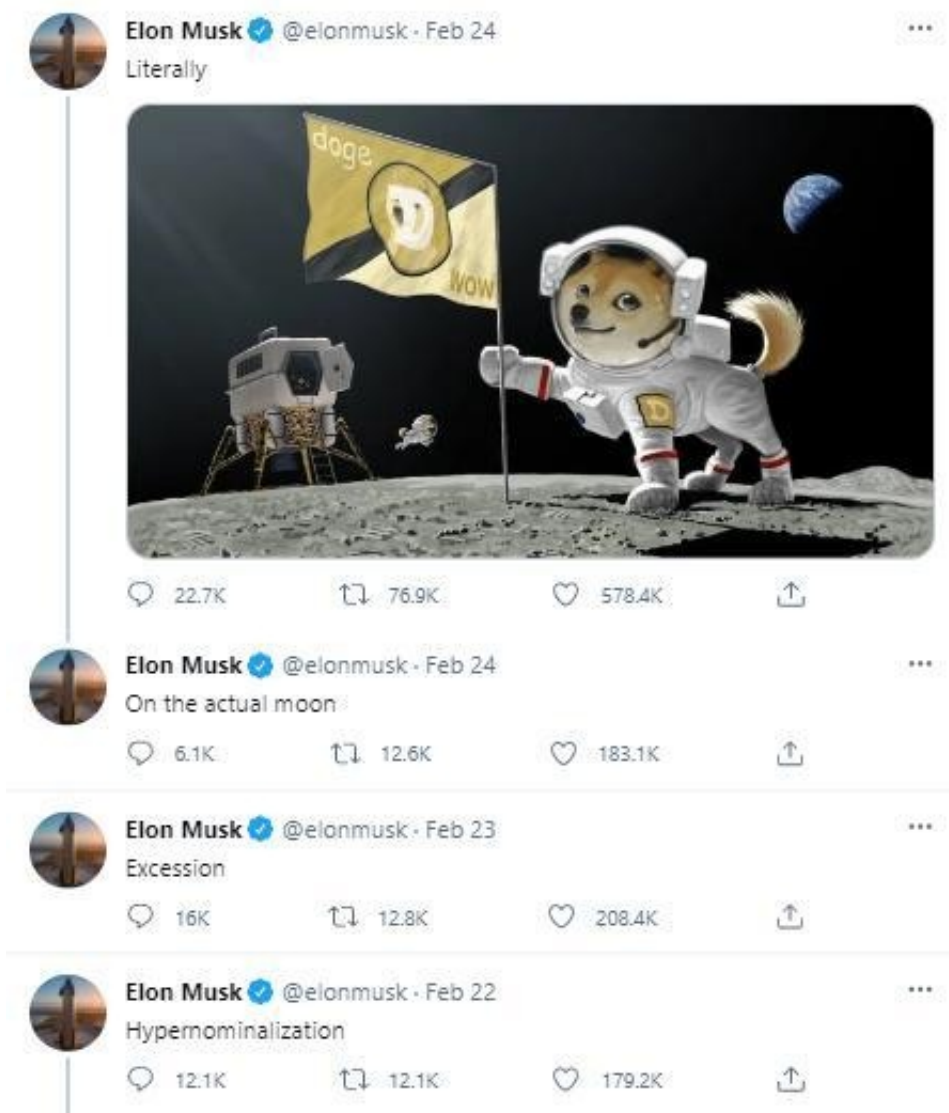 Elon Musk @elonmusk · Feb 24
Literally
doge
D
wow
D
22.7K 76.9K 578.4K
Elon Musk @elonmusk · Feb 24
On the actual moon
6.1K 12.6K 183.1K
Elon Musk @elonmusk · Feb 23
Excession
16K 12.8K 208.4K
Elon Musk @elonmusk · Feb 22
Hypernominalization
12.1K 12.1K 179.2K